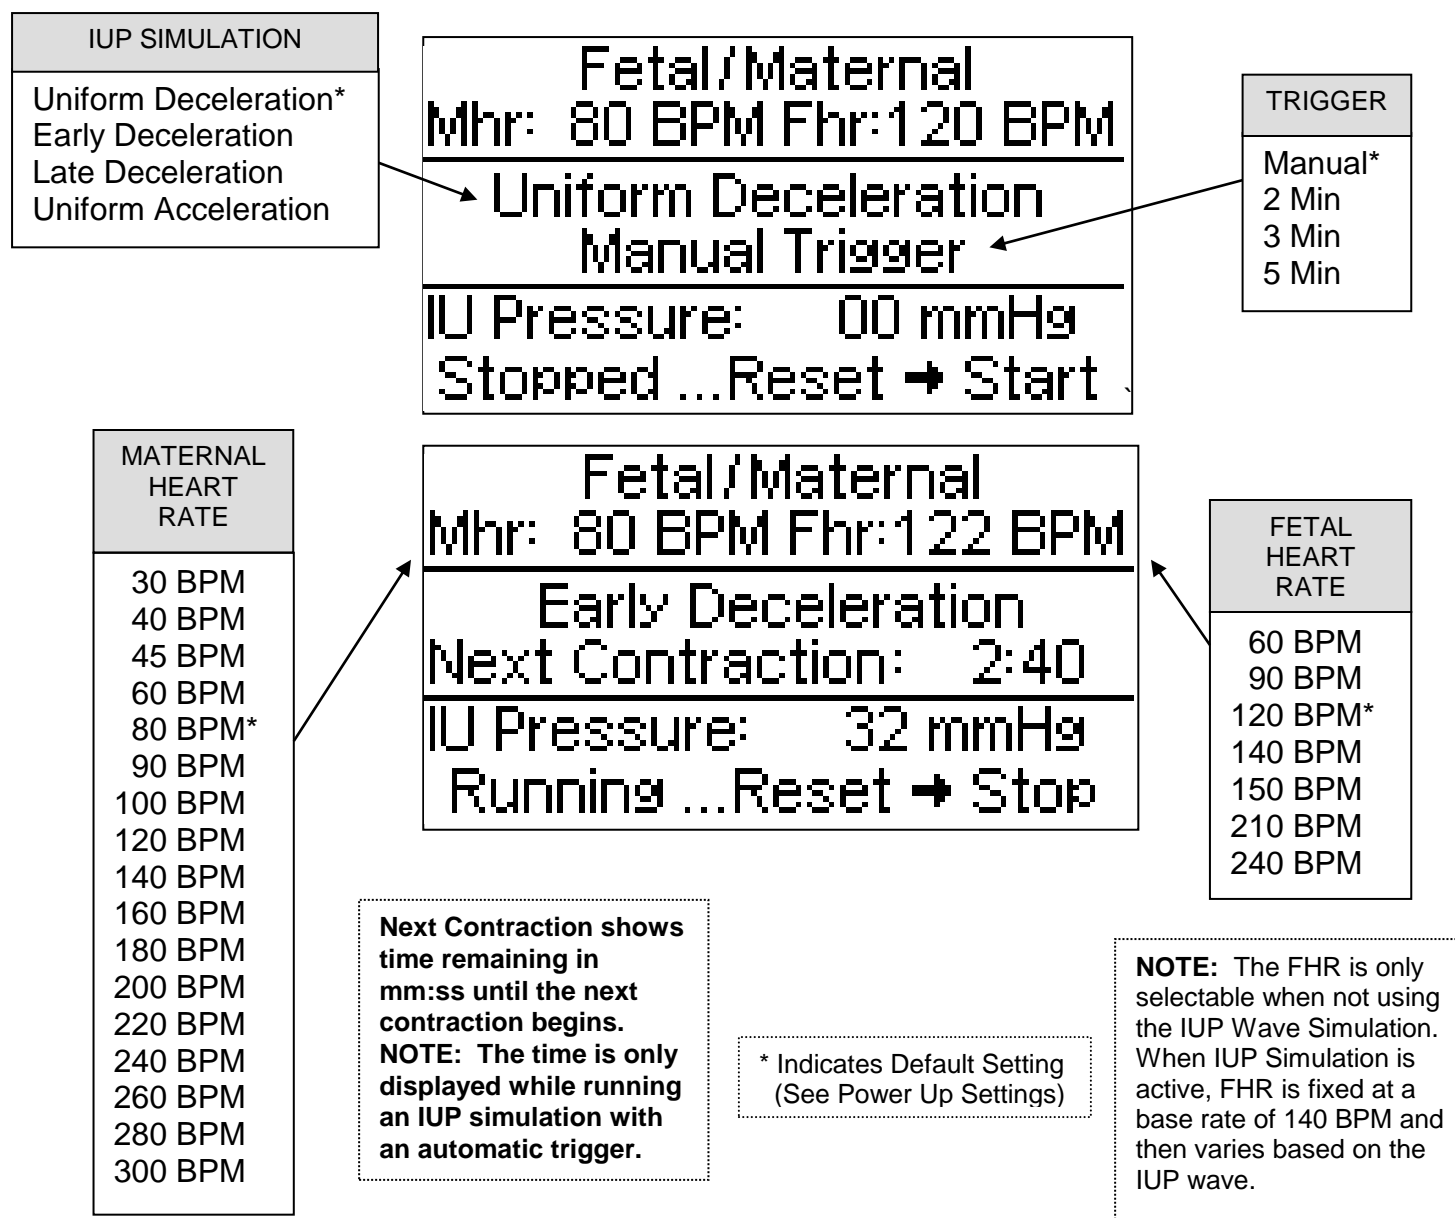 IUP SIMULATION
Uniform Deceleration*
Early Deceleration
Late Deceleration
Uniform Acceleration
Fetal/Maternal
Mhr: 80 BPM Fhr:120 BPM
Uniform Deceleration
Manual Trigger
IU Pressure: 00 mmHg
Stopped ...Reset ➡ Start `
TRIGGER
Manual*
2 Min
3 Min
5 Min
MATERNAL
HEART
RATE
30 BPM
40 BPM
45 BPM
60 BPM
80 BPM*
90 BPM
100 BPM
120 BPM
140 BPM
160 BPM
180 BPM
200 BPM
220 BPM
240 BPM
260 BPM
280 BPM
300 BPM
Fetal/Maternal
Mhr: 80 BPM Fhr:122 BPM
Early Deceleration
Next Contraction: 2:40
IU Pressure: 32 mmHg
Running ...Reset ➡ Stop
FETAL
HEART
RATE
60 BPM
90 BPM
120 BPM*
140 BPM
150 BPM
210 BPM
240 BPM
Next Contraction shows
time remaining in
mm:ss until the next
contraction begins.
NOTE: The time is only
displayed while running
an IUP simulation with
an automatic trigger.
* Indicates Default Setting
(See Power Up Settings)
NOTE: The FHR is only
selectable when not using
the IUP Wave Simulation.
When IUP Simulation is
active, FHR is fixed at a
base rate of 140 BPM and
then varies based on the
IUP wave.